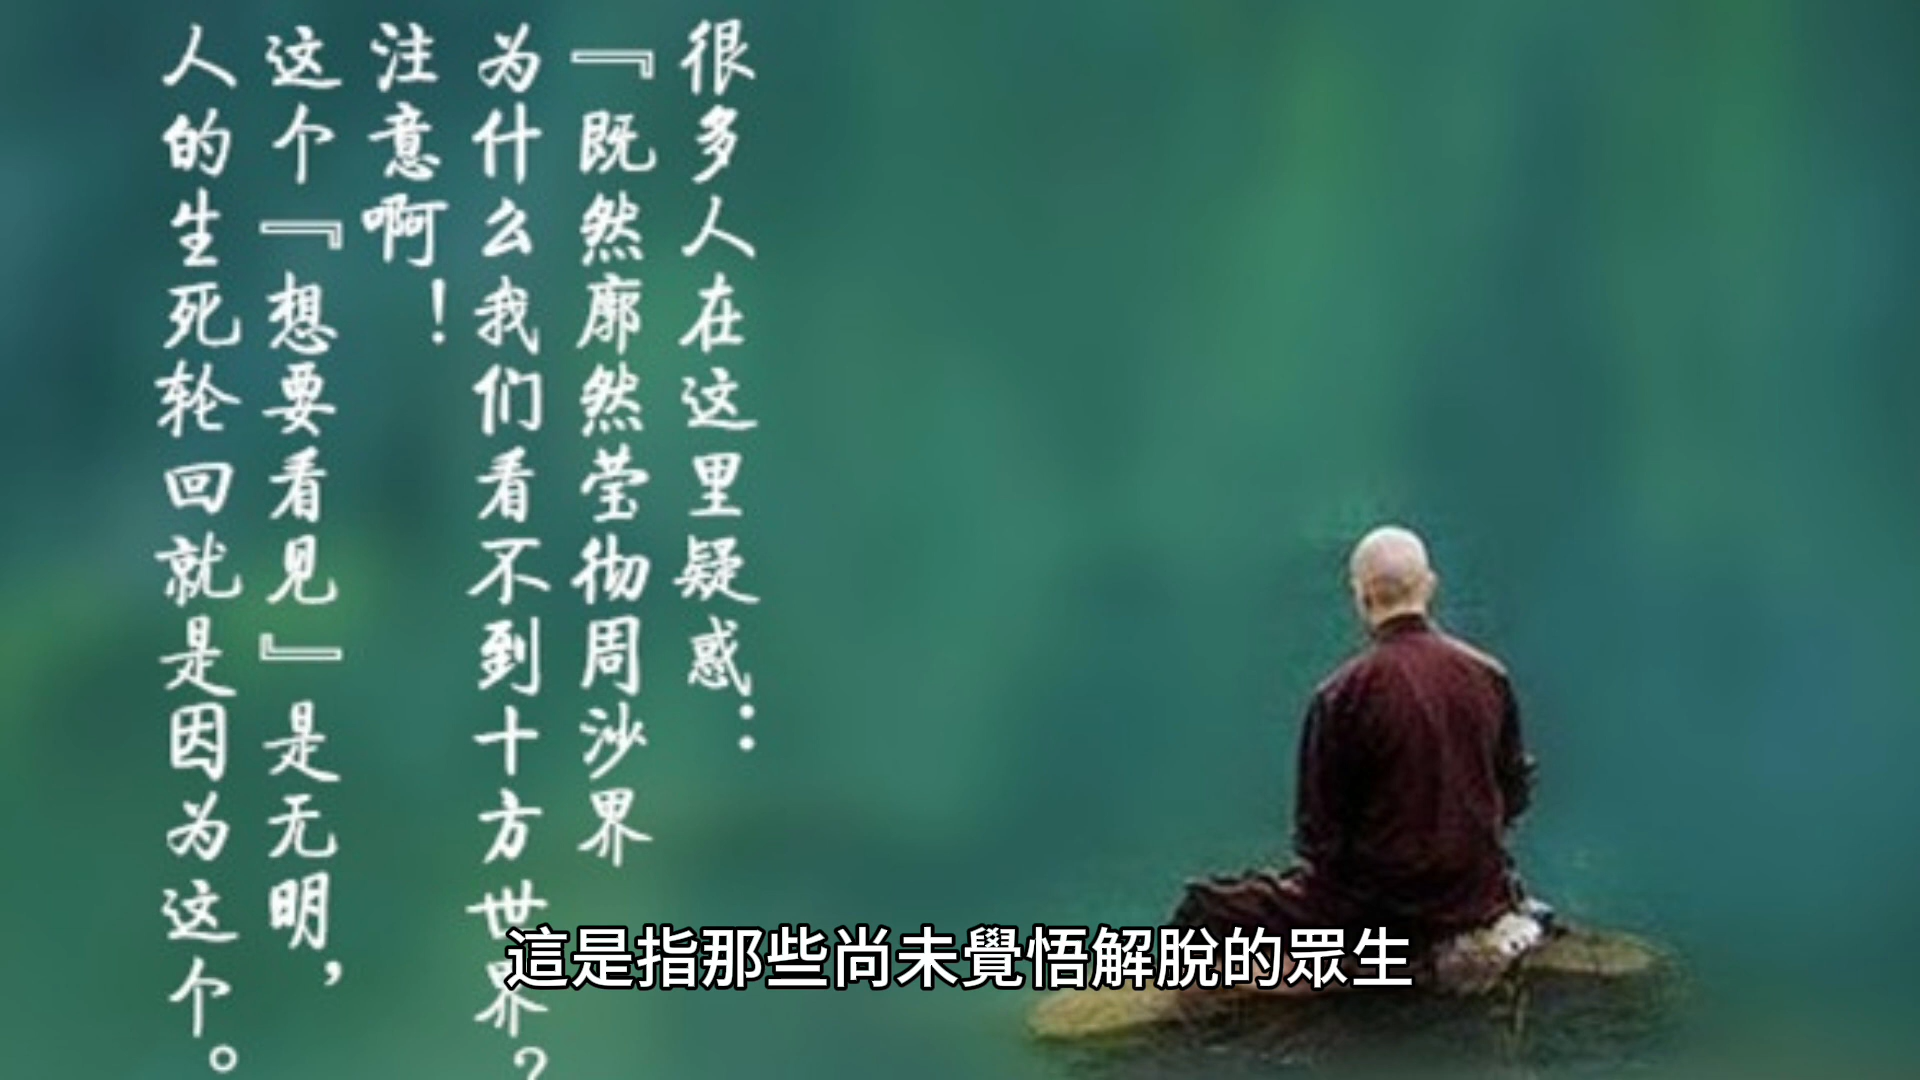 很多人在这里疑惑：
『既然廓然莹彻周沙界
为什么我们看不到十方世界？
注意啊！
这个『想要看见』是无明，
人的生死轮回就是因为这个。
這是指那些尚未覺悟解脫的眾生